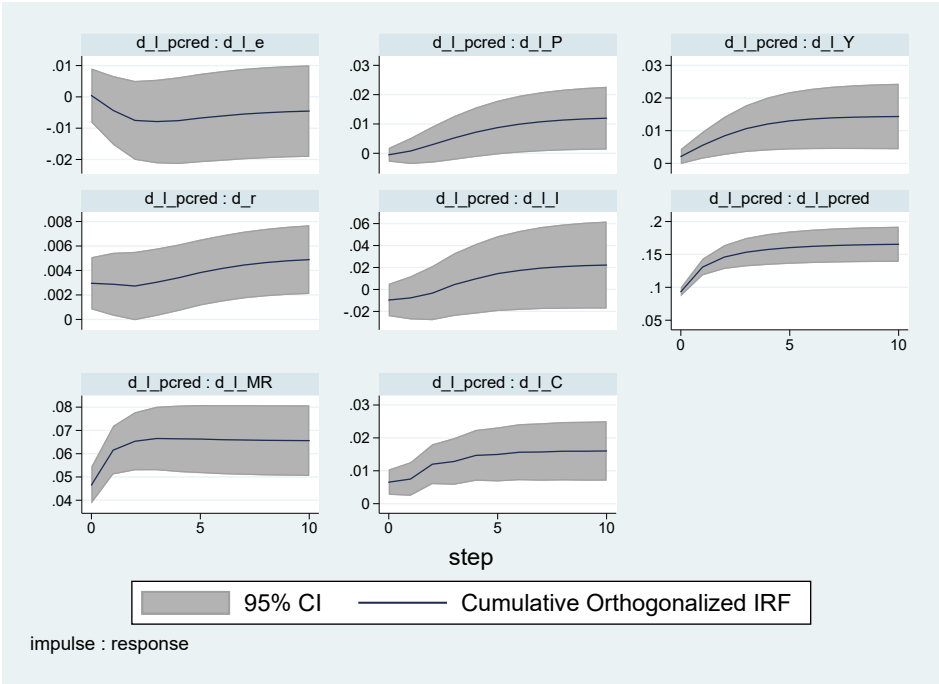 d_l_pcred : d_l_e
d_l_pcred : d_l_P
d_l_pcred : d_l_Y
.01
0
-.01
-.02
.03
.02
.01
0
.03
.02
.01
0
d_l_pcred : d_r
d_l_pcred : d_l_I
d_l_pcred : d_l_pcred
.008
.006
.004
.002
0
.06
.04
.02
0
-.02
.2
.15
.1
.05
0 5 10
d_l_pcred : d_l_MR
d_l_pcred : d_l_C
.08
.07
.06
.05
.04
0 5 10
.03
.02
.01
0
0 5 10
step
95% CI Cumulative Orthogonalized IRF
impulse : response